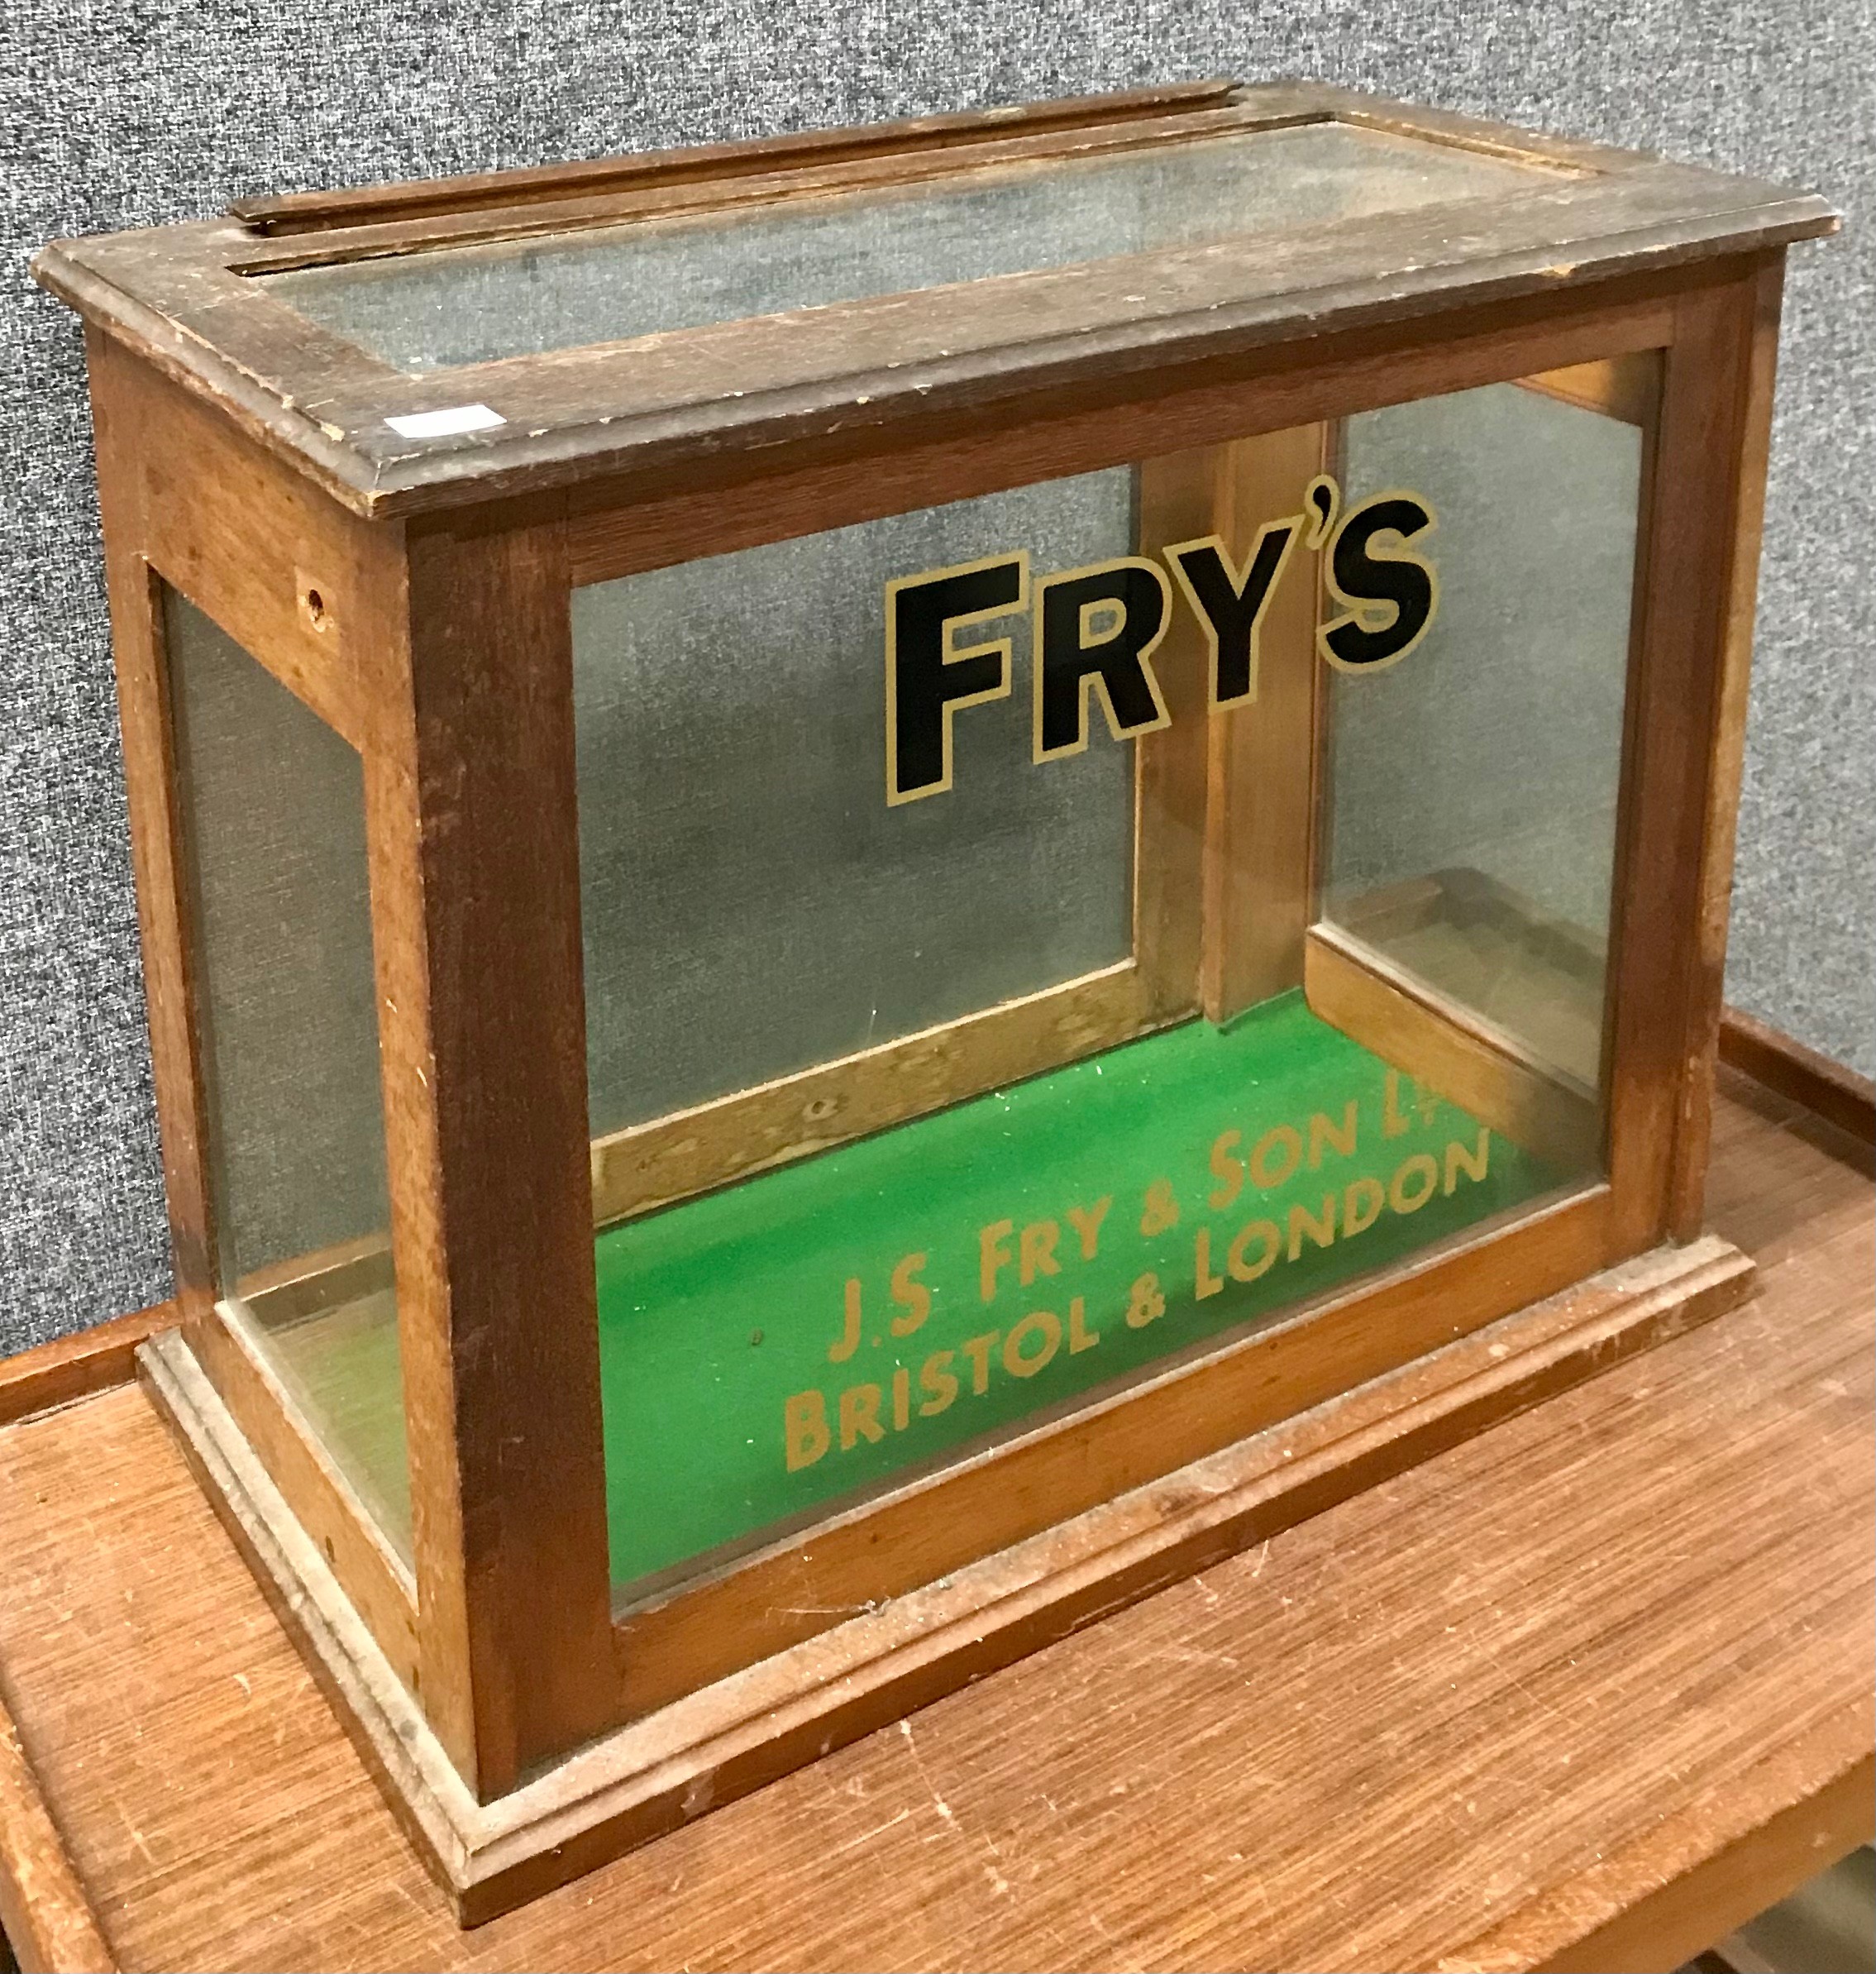 FRY'S
J.S FRY & SON LTD
BRISTOL & LONDON